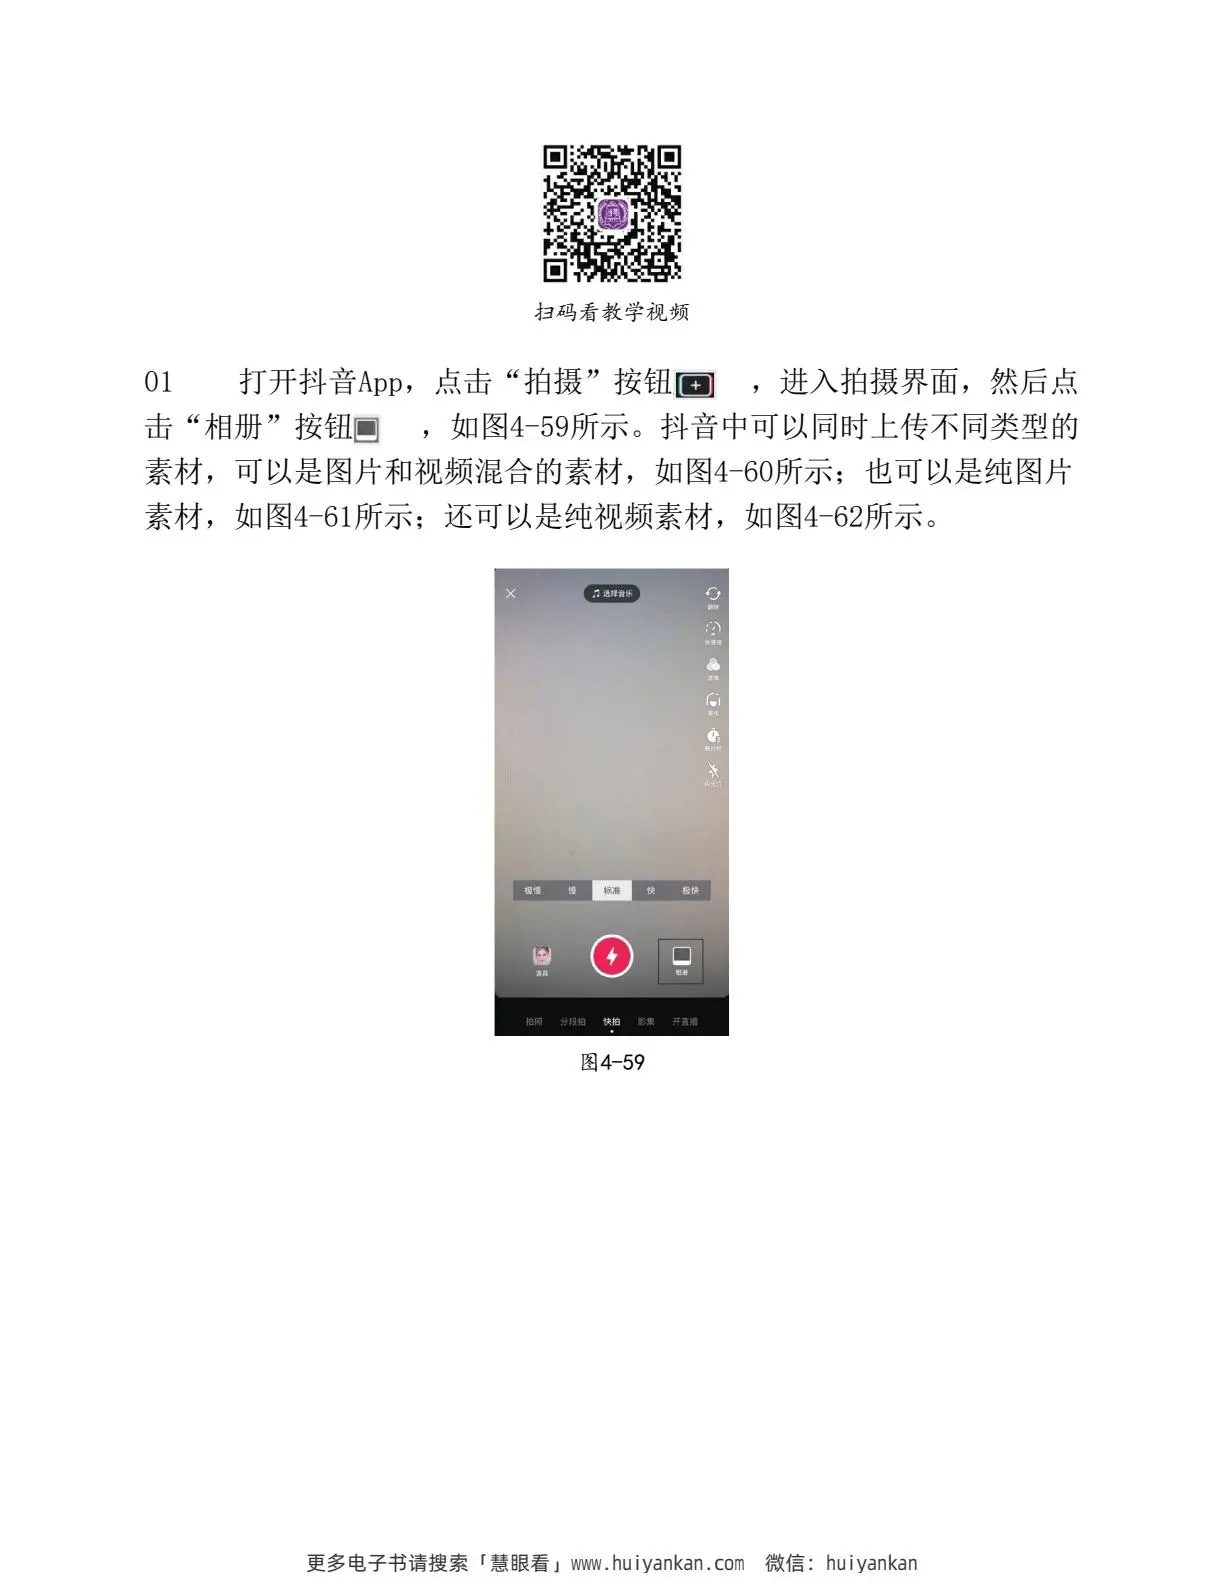 扫码看教学视频
01 打开抖音App，点击“拍摄”按钮 ，进入拍摄界面，然后点
击“相册”按钮 ，如图4-59所示。抖音中可以同时上传不同类型的
素材，可以是图片和视频混合的素材，如图4-60所示；也可以是纯图片
素材，如图4-61所示；还可以是纯视频素材，如图4-62所示。
选择音乐
翻转
快慢速
滤镜
美化
倒计时
闪光灯
极慢 慢 标准 快 极快
道具 相册
拍照 分段拍 快拍 影集 开直播
图4-59
更多电子书请搜索「慧眼看」www.huiyankan.com 微信：huiyankan